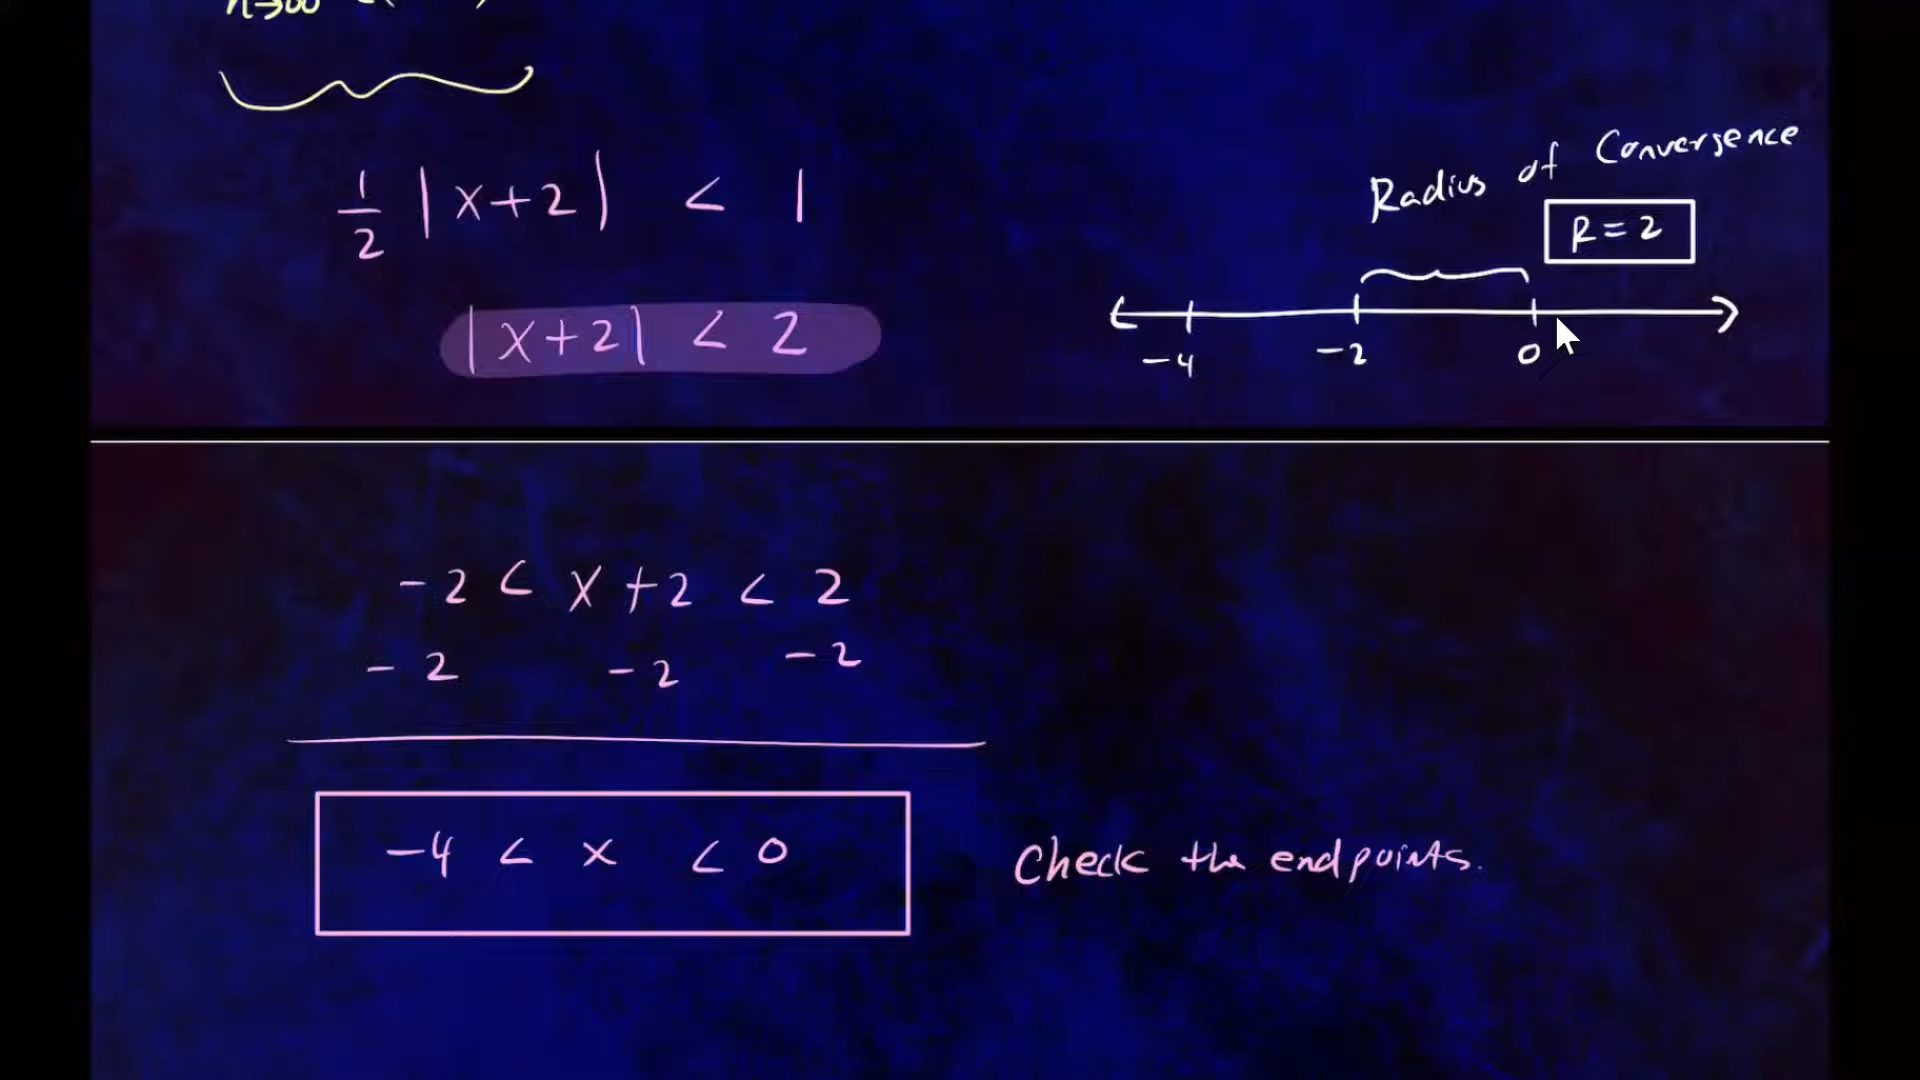 n→∞
1/2 |x+2| < 1
|x+2| < 2
Radius of Convergence
R = 2
-4 -2 0
-2 < x +2 < 2
-2 -2 -2
-4 < x < 0
Check the endpoints.